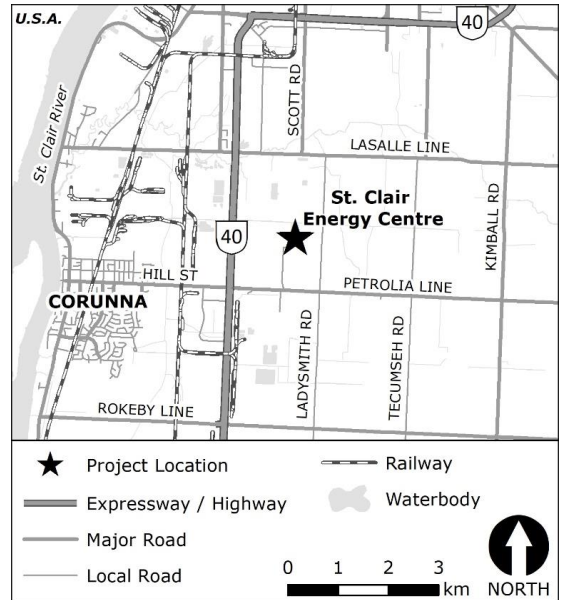 U.S.A.
40
St. Clair River
SCOTT RD
LASALLE LINE
St. Clair
Energy Centre
KIMBALL RD
40
HILL ST
PETROLIA LINE
CORUNNA
LADYSMITH RD
TECUMSEH RD
ROKEBY LINE
Project Location
Railway
Expressway / Highway
Waterbody
Major Road
Local Road
0 1 2 3
km
NORTH